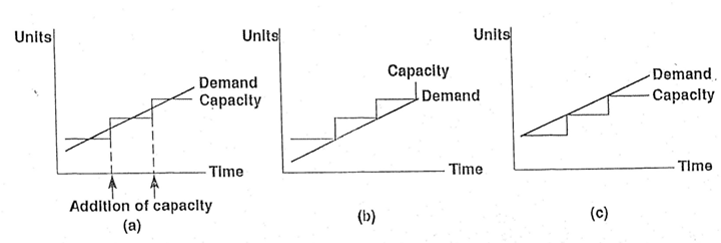 Units
Demand
Capacity
Time
Addition of capacity
(a)
Units
Capacity
Demand
Time
(b)
Units
Demand
Capacity
Time
(c)